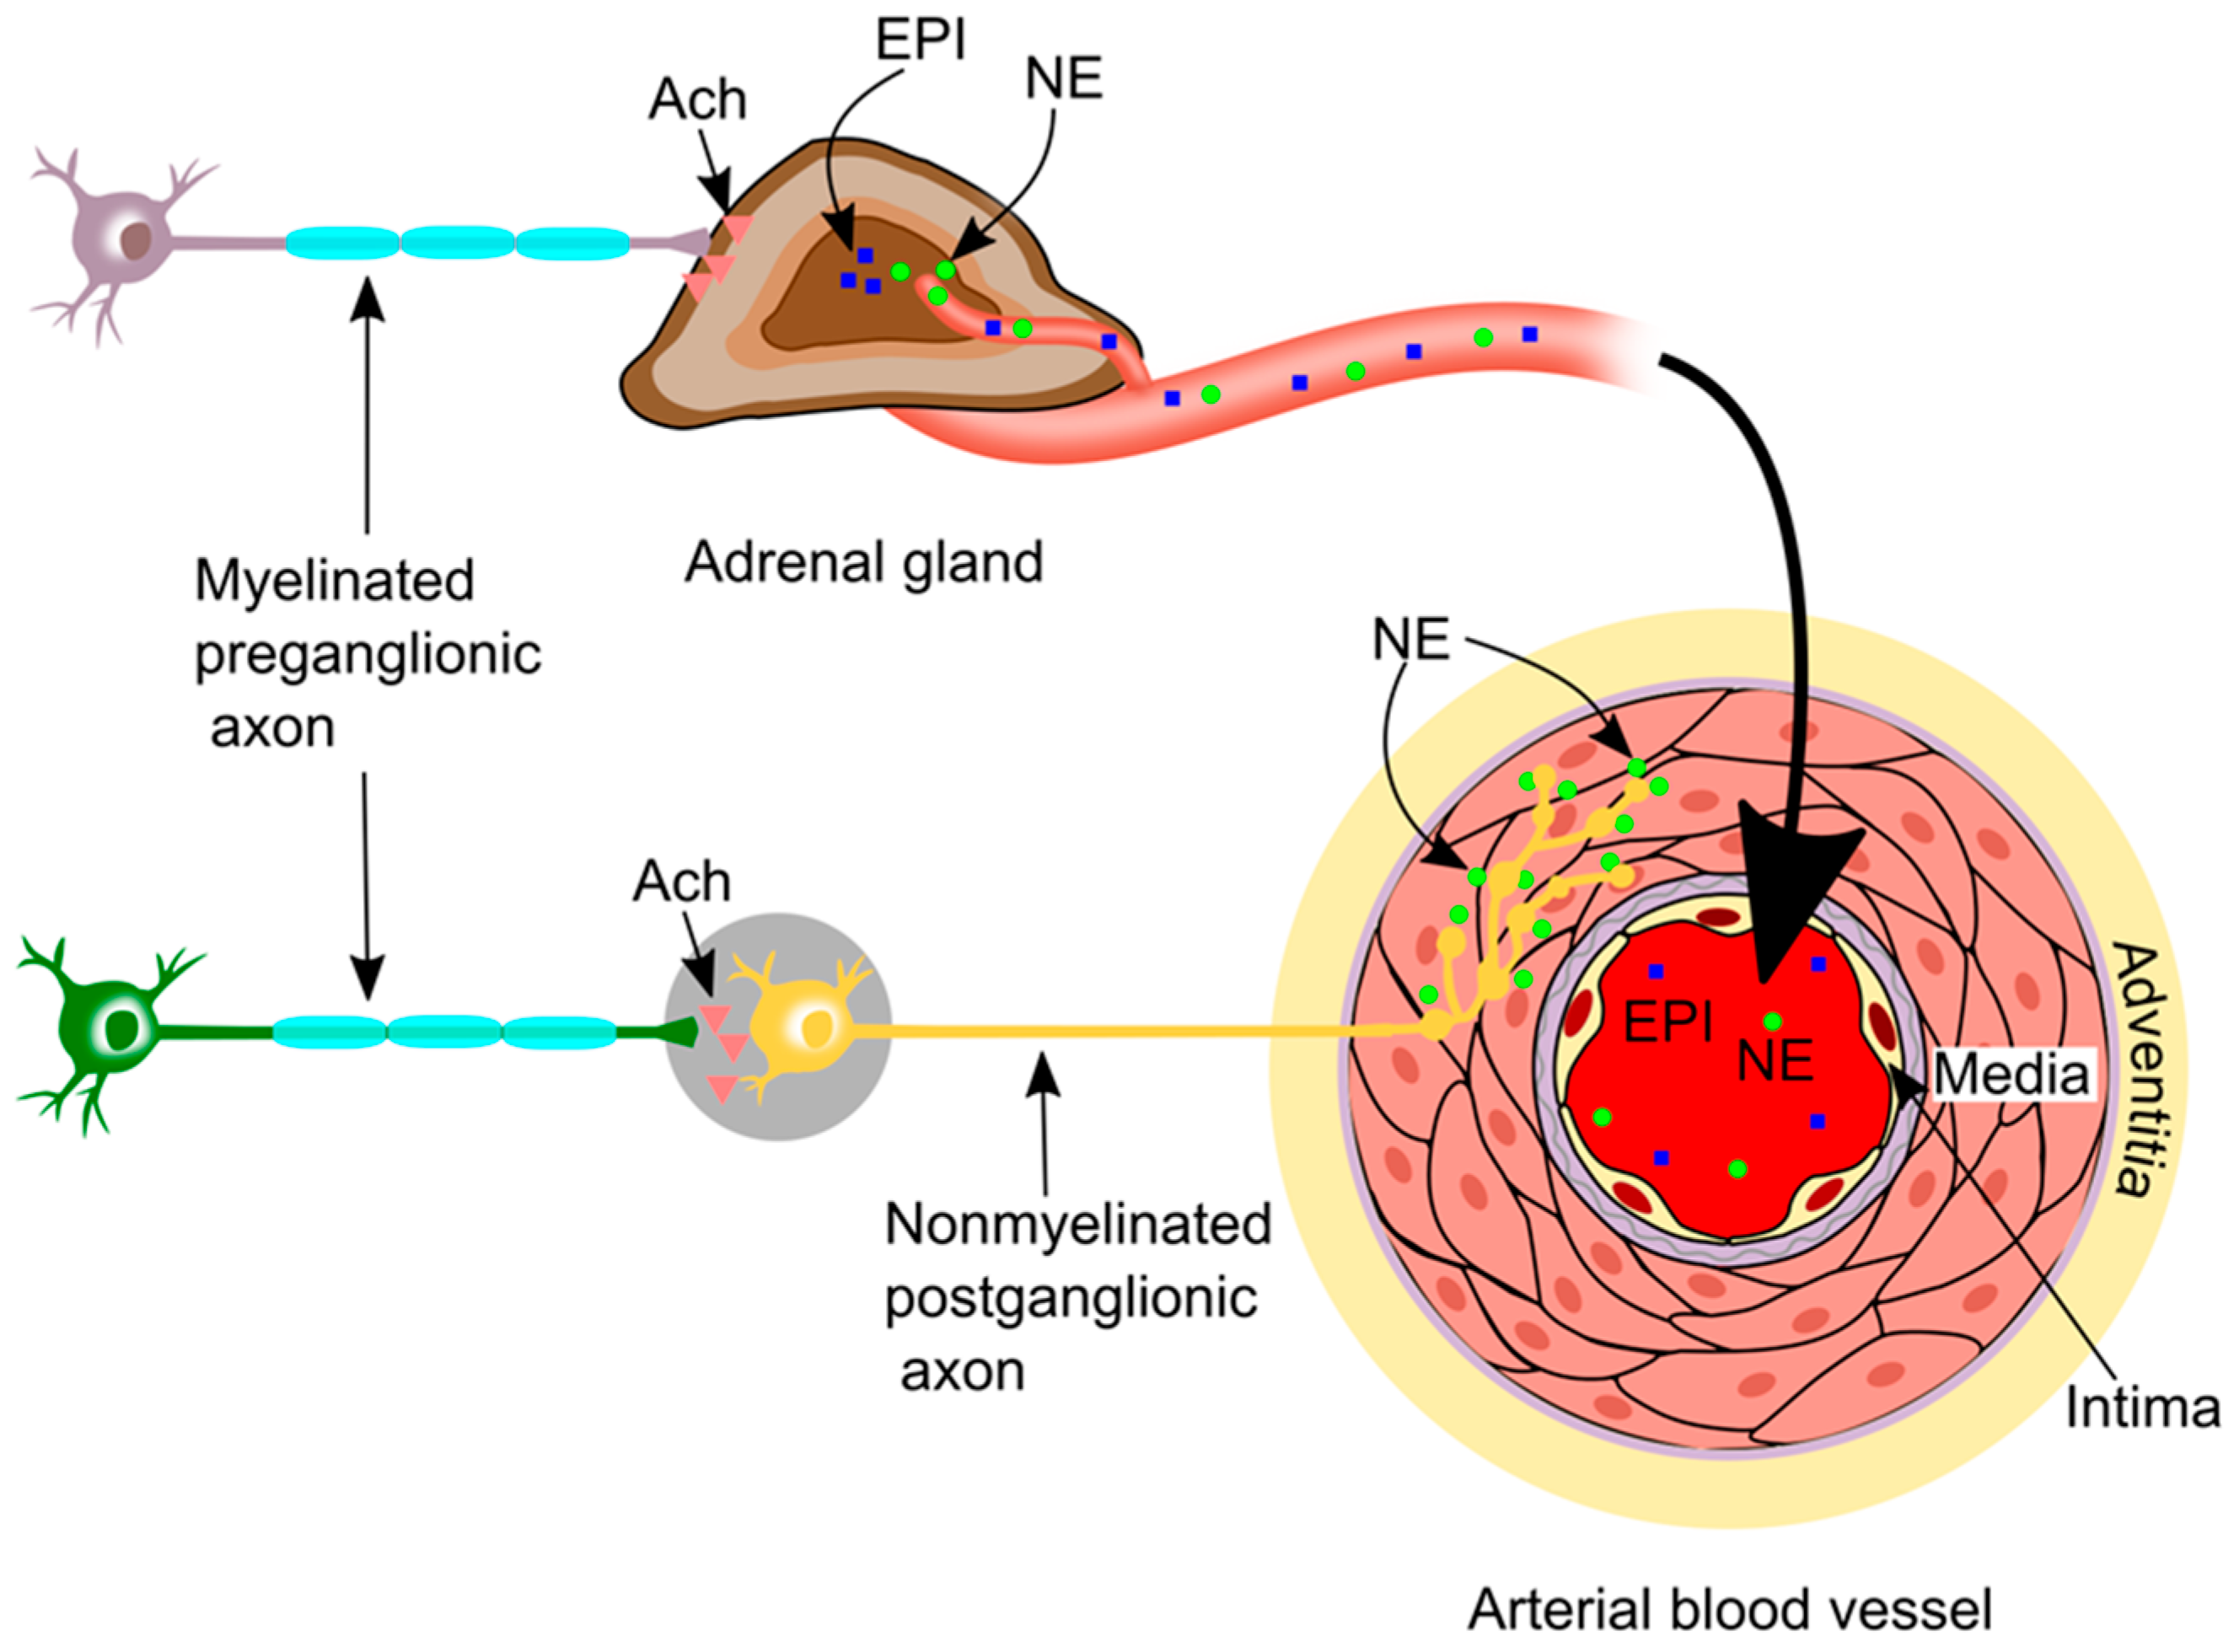 EPI
NE
Ach
Adrenal gland
Myelinated
preganglionic
axon
NE
Ach
EPI
NE
Media
Adventitia
Nonmyelinated
postganglionic
axon
Intima
Arterial blood vessel